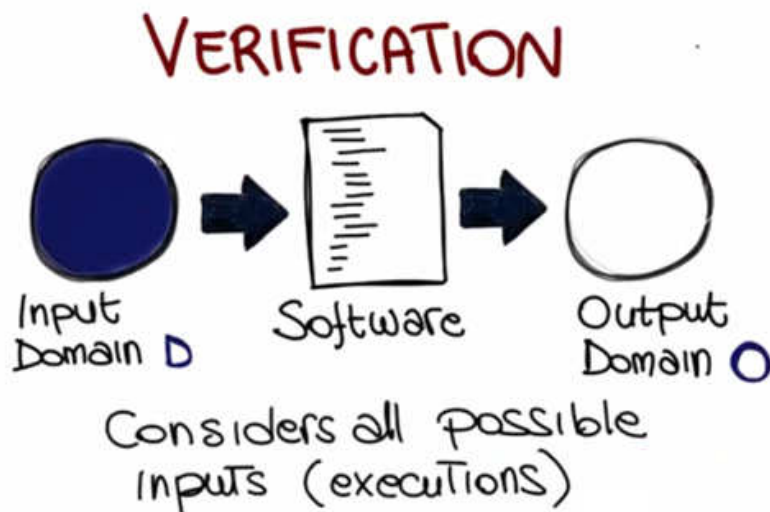 VERIFICATION
Input
Domain D
Software
Output
Domain O
Considers all possible
inputs (executions)